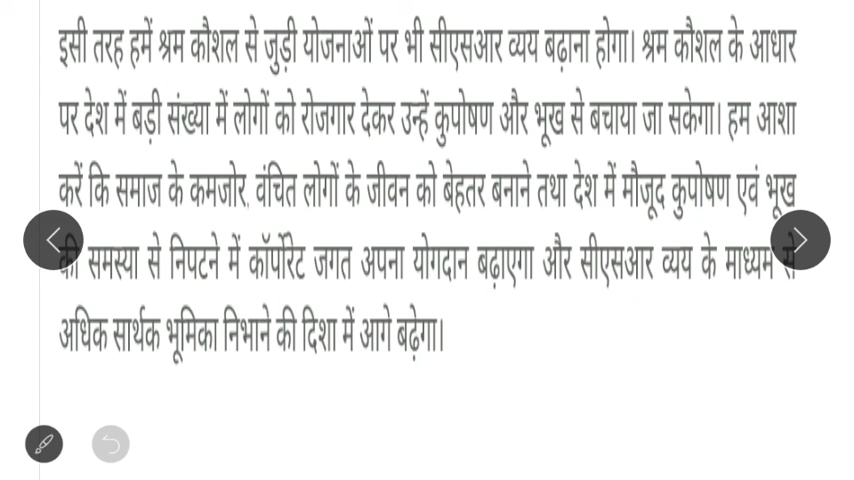 इसी तरह हमें श्रम कौशल से जुड़ी योजनाओं पर भी सीएसआर व्यय बढ़ाना होगा। श्रम कौशल के आधार
पर देश में बड़ी संख्या में लोगों को रोजगार देकर उन्हें कुपोषण और भूख से बचाया जा सकेगा। हम आशा
करें कि समाज के कमजोर, वंचित लोगों के जीवन को बेहतर बनाने तथा देश में मौजूद कुपोषण एवं भूख
की समस्या से निपटने में कॉर्पोरेट जगत अपना योगदान बढ़ाएगा और सीएसआर व्यय के माध्यम से
अधिक सार्थक भूमिका निभाने की दिशा में आगे बढ़ेगा।